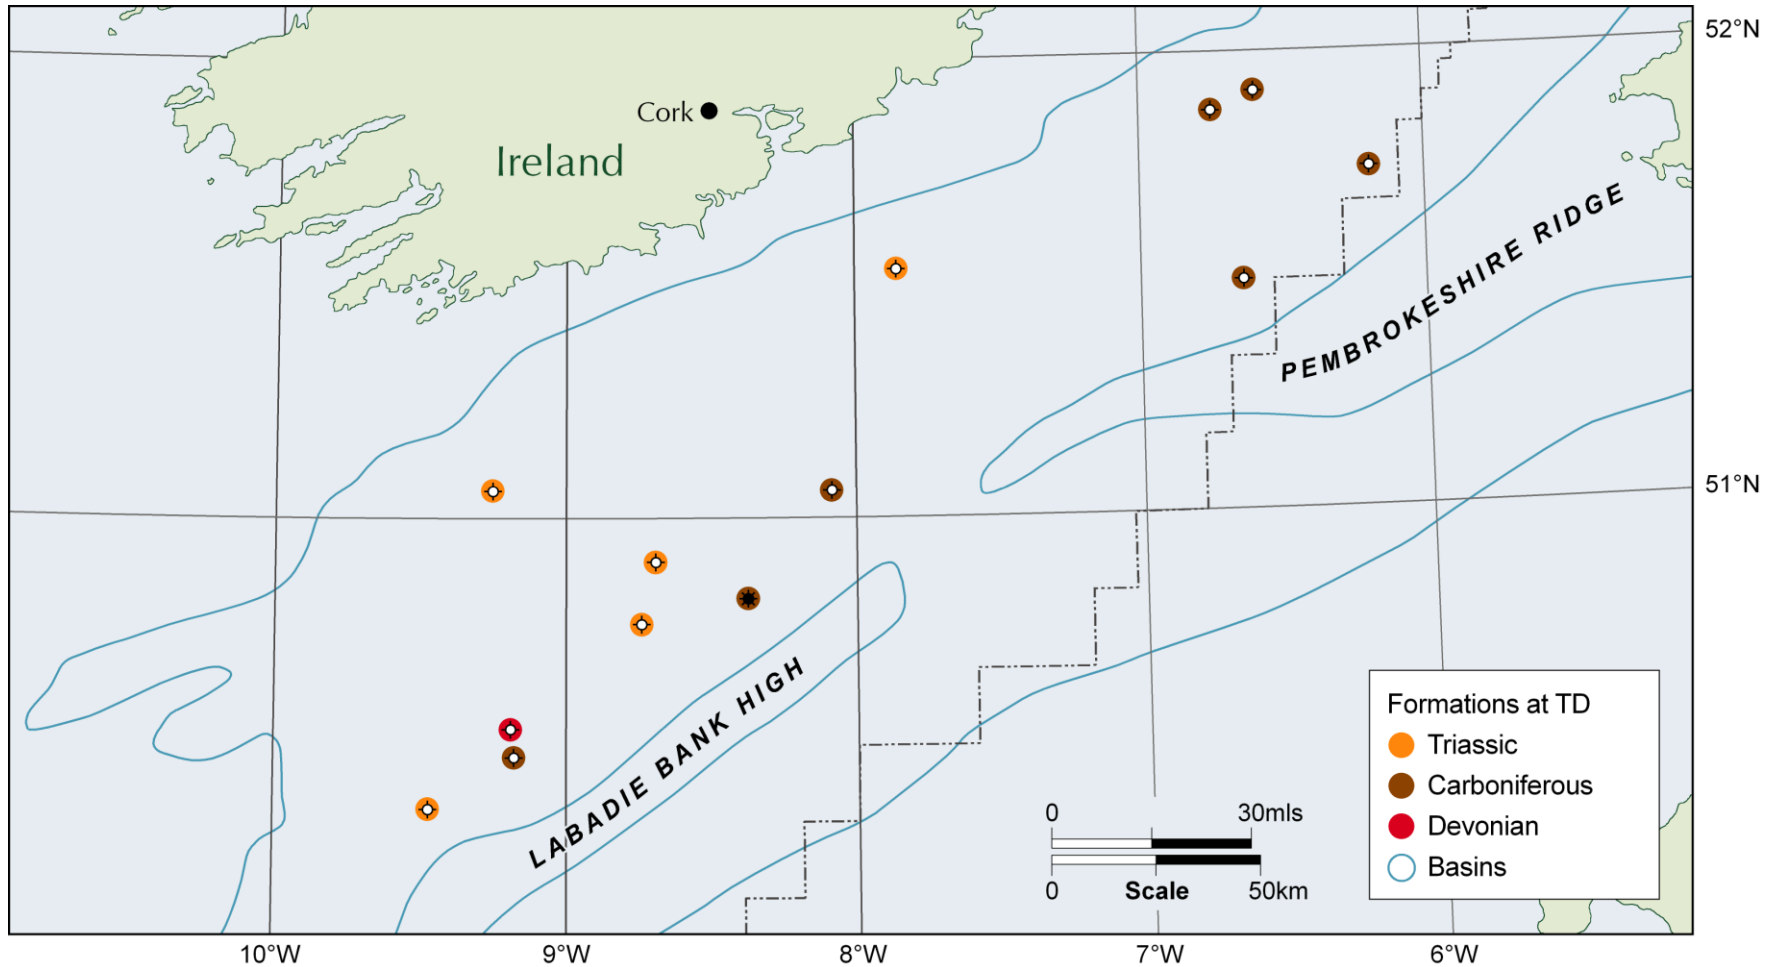 52°N
Cork
Ireland
PEMBROKESHIRE RIDGE
51°N
LABADIE BANK HIGH
Formations at TD
Triassic
Carboniferous
Devonian
Basins
0 30mls
0 Scale 50km
10°W 9°W 8°W 7°W 6°W